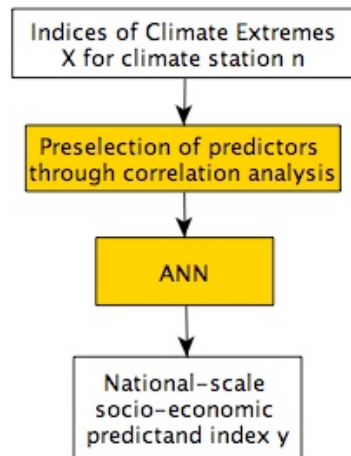 Indices of Climate Extremes
X for climate station n
Preselection of predictors
through correlation analysis
ANN
National-scale
socio-economic
predictand index y